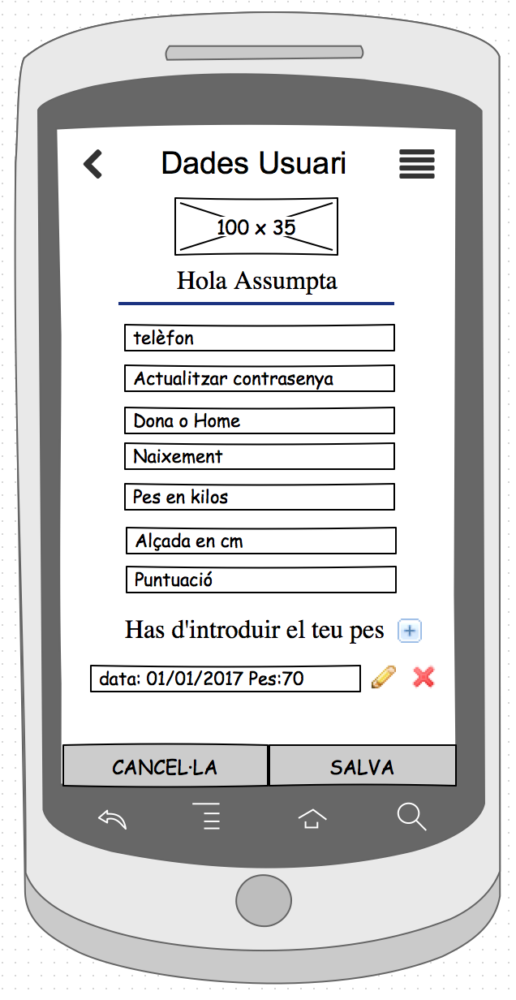 Dades Usuari
100 x 35
Hola Assumpta
telèfon
Actualitzar contrasenya
Dona o Home
Naixement
Pes en kilos
Alçada en cm
Puntuació
Has d'introduir el teu pes
data: 01/01/2017 Pes:70
CANCEL·LA
SALVA